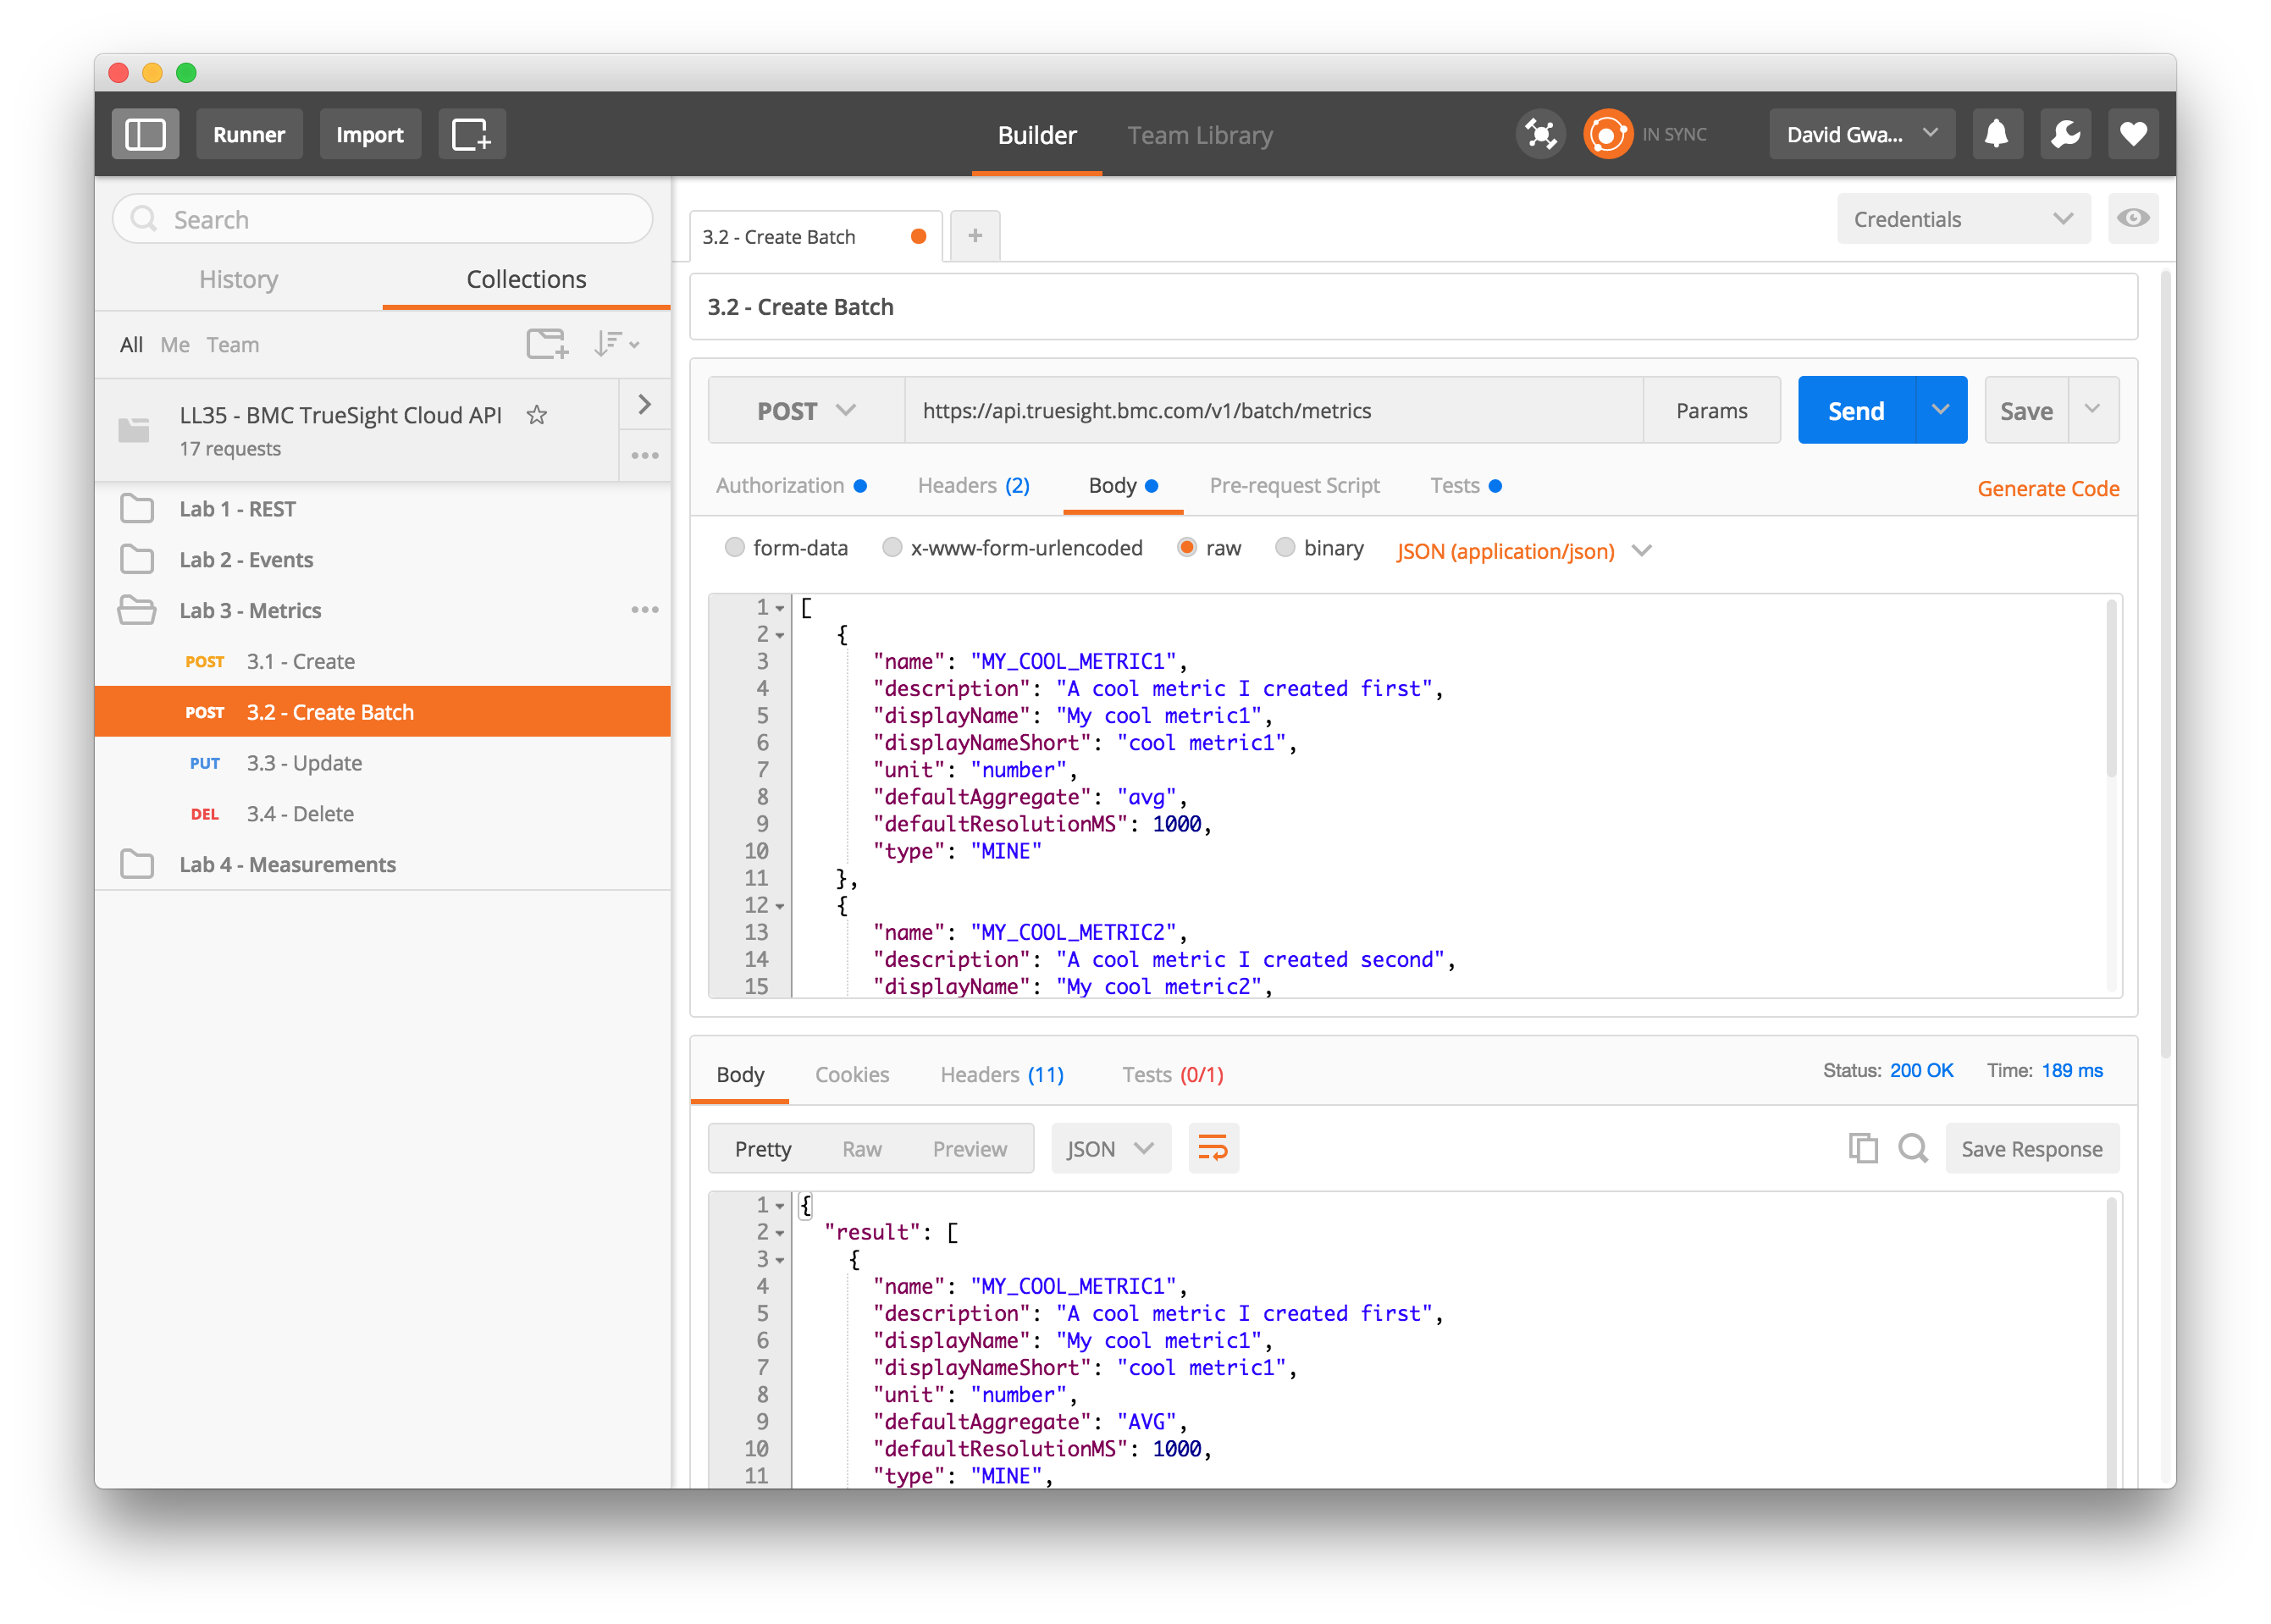 Runner Import Builder Team Library IN SYNC David Gwa...
Search
History Collections
All Me Team
LL35 - BMC TrueSight Cloud API
17 requests
Lab 1 - REST
Lab 2 - Events
Lab 3 - Metrics
POST 3.1 - Create
POST 3.2 - Create Batch
PUT 3.3 - Update
DEL 3.4 - Delete
Lab 4 - Measurements
3.2 - Create Batch + Credentials
3.2 - Create Batch
POST https://api.truesight.bmc.com/v1/batch/metrics Params Send Save
Authorization Headers (2) Body Pre-request Script Tests Generate Code
form-data x-www-form-urlencoded raw binary JSON (application/json)
1 [
2 {
3 "name": "MY_COOL_METRIC1",
4 "description": "A cool metric I created first",
5 "displayName": "My cool metric1",
6 "displayNameShort": "cool metric1",
7 "unit": "number",
8 "defaultAggregate": "avg",
9 "defaultResolutionMS": 1000,
10 "type": "MINE"
11 },
12 {
13 "name": "MY_COOL_METRIC2",
14 "description": "A cool metric I created second",
15 "displayName": "My cool metric2",
Body Cookies Headers (11) Tests (0/1) Status: 200 OK Time: 189 ms
Pretty Raw Preview JSON Save Response
1 {
2 "result": [
3 {
4 "name": "MY_COOL_METRIC1",
5 "description": "A cool metric I created first",
6 "displayName": "My cool metric1",
7 "displayNameShort": "cool metric1",
8 "unit": "number",
9 "defaultAggregate": "AVG",
10 "defaultResolutionMS": 1000,
11 "type": "MINE",